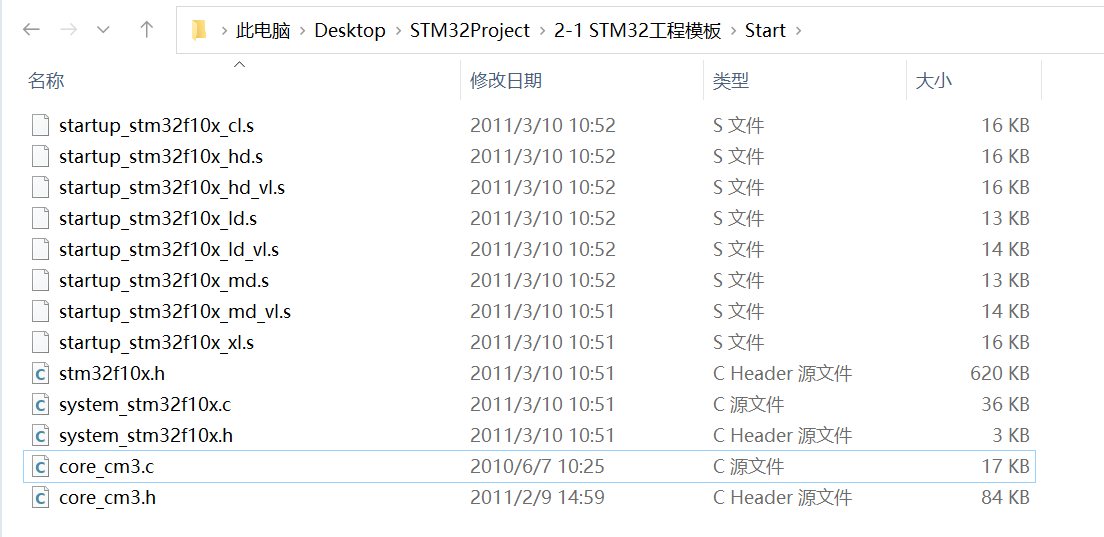 此电脑 › Desktop › STM32Project › 2-1 STM32工程模板 › Start ›
名称 修改日期 类型 大小
startup_stm32f10x_cl.s 2011/3/10 10:52 S 文件 16 KB
startup_stm32f10x_hd.s 2011/3/10 10:52 S 文件 16 KB
startup_stm32f10x_hd_vl.s 2011/3/10 10:52 S 文件 16 KB
startup_stm32f10x_ld.s 2011/3/10 10:52 S 文件 13 KB
startup_stm32f10x_ld_vl.s 2011/3/10 10:52 S 文件 14 KB
startup_stm32f10x_md.s 2011/3/10 10:52 S 文件 13 KB
startup_stm32f10x_md_vl.s 2011/3/10 10:51 S 文件 14 KB
startup_stm32f10x_xl.s 2011/3/10 10:51 S 文件 16 KB
stm32f10x.h 2011/3/10 10:51 C Header 源文件 620 KB
system_stm32f10x.c 2011/3/10 10:51 C 源文件 36 KB
system_stm32f10x.h 2011/3/10 10:51 C Header 源文件 3 KB
core_cm3.c 2010/6/7 10:25 C 源文件 17 KB
core_cm3.h 2011/2/9 14:59 C Header 源文件 84 KB